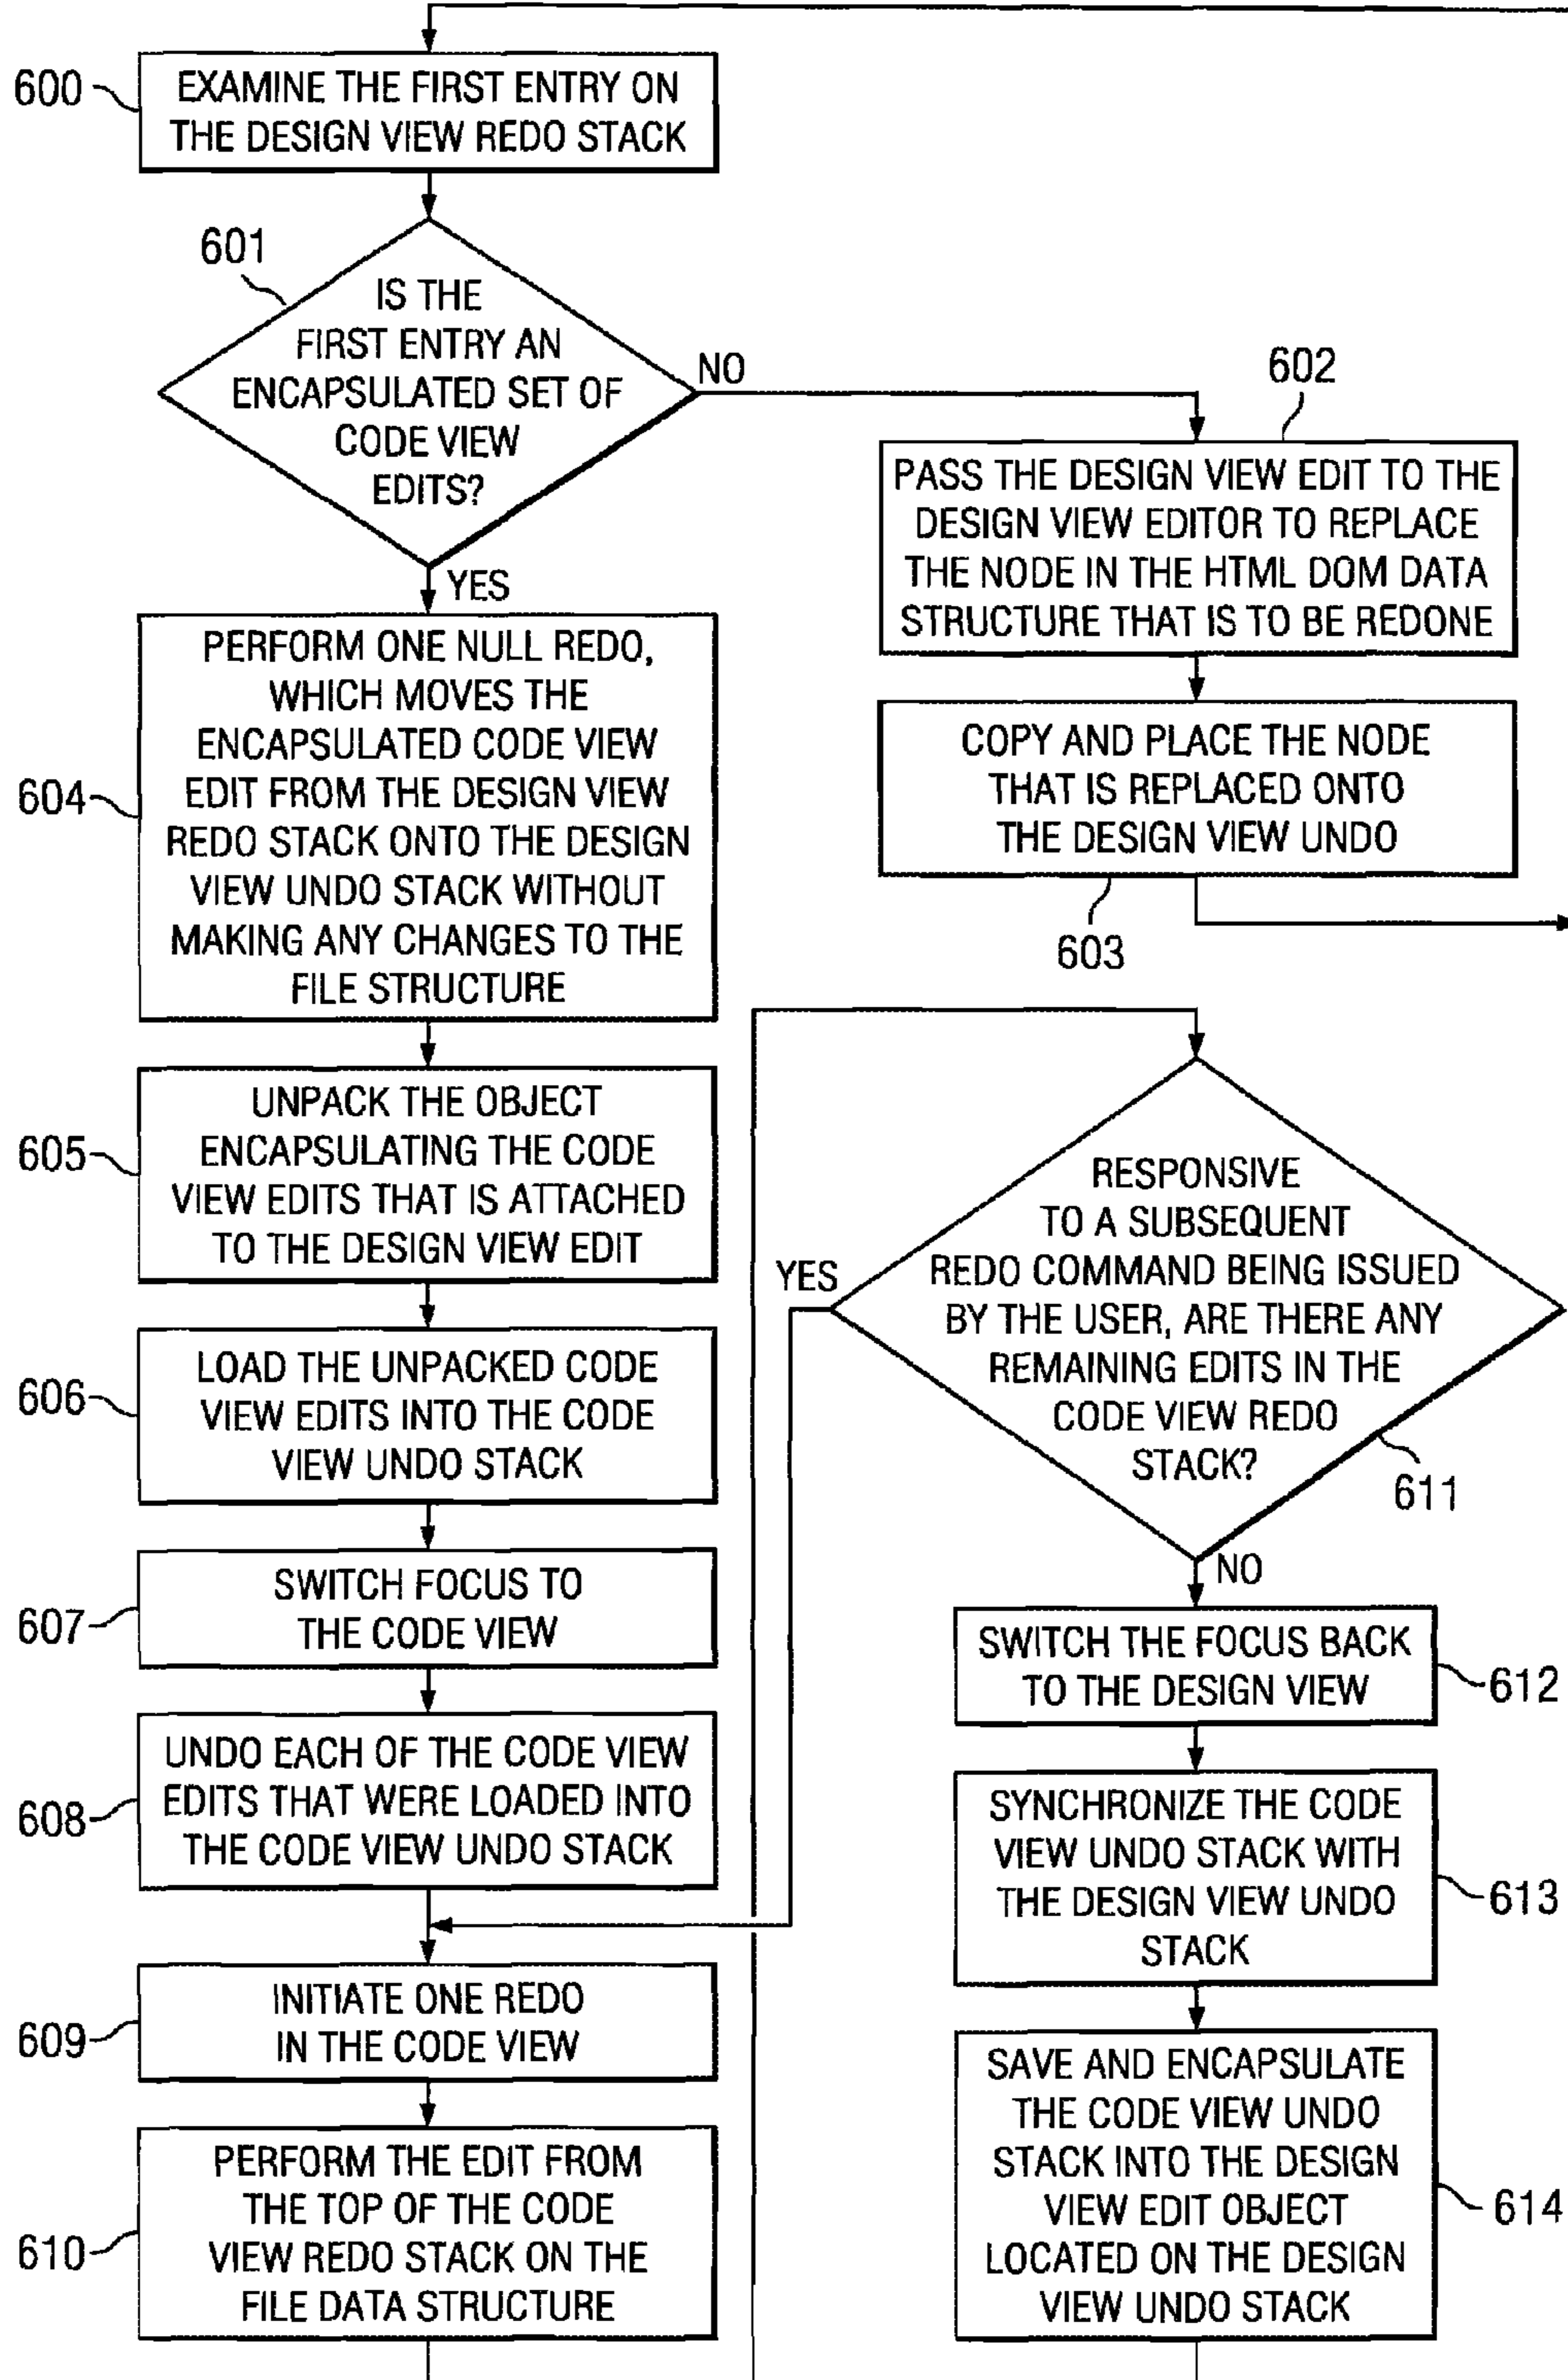 600
EXAMINE THE FIRST ENTRY ON
THE DESIGN VIEW REDO STACK
601
IS THE
FIRST ENTRY AN
ENCAPSULATED SET OF
CODE VIEW
EDITS?
NO
YES
602
PASS THE DESIGN VIEW EDIT TO THE
DESIGN VIEW EDITOR TO REPLACE
THE NODE IN THE HTML DOM DATA
STRUCTURE THAT IS TO BE REDONE
COPY AND PLACE THE NODE
THAT IS REPLACED ONTO
THE DESIGN VIEW UNDO
603
604
PERFORM ONE NULL REDO,
WHICH MOVES THE
ENCAPSULATED CODE VIEW
EDIT FROM THE DESIGN VIEW
REDO STACK ONTO THE DESIGN
VIEW UNDO STACK WITHOUT
MAKING ANY CHANGES TO THE
FILE STRUCTURE
605
UNPACK THE OBJECT
ENCAPSULATING THE CODE
VIEW EDITS THAT IS ATTACHED
TO THE DESIGN VIEW EDIT
606
LOAD THE UNPACKED CODE
VIEW EDITS INTO THE CODE
VIEW UNDO STACK
607
SWITCH FOCUS TO
THE CODE VIEW
608
UNDO EACH OF THE CODE VIEW
EDITS THAT WERE LOADED INTO
THE CODE VIEW UNDO STACK
609
INITIATE ONE REDO
IN THE CODE VIEW
610
PERFORM THE EDIT FROM
THE TOP OF THE CODE
VIEW REDO STACK ON THE
FILE DATA STRUCTURE
RESPONSIVE
TO A SUBSEQUENT
REDO COMMAND BEING ISSUED
BY THE USER, ARE THERE ANY
REMAINING EDITS IN THE
CODE VIEW REDO
STACK?
YES
611
NO
SWITCH THE FOCUS BACK
TO THE DESIGN VIEW
612
SYNCHRONIZE THE CODE
VIEW UNDO STACK WITH
THE DESIGN VIEW UNDO
STACK
613
SAVE AND ENCAPSULATE
THE CODE VIEW UNDO
STACK INTO THE DESIGN
VIEW EDIT OBJECT
LOCATED ON THE DESIGN
VIEW UNDO STACK
614